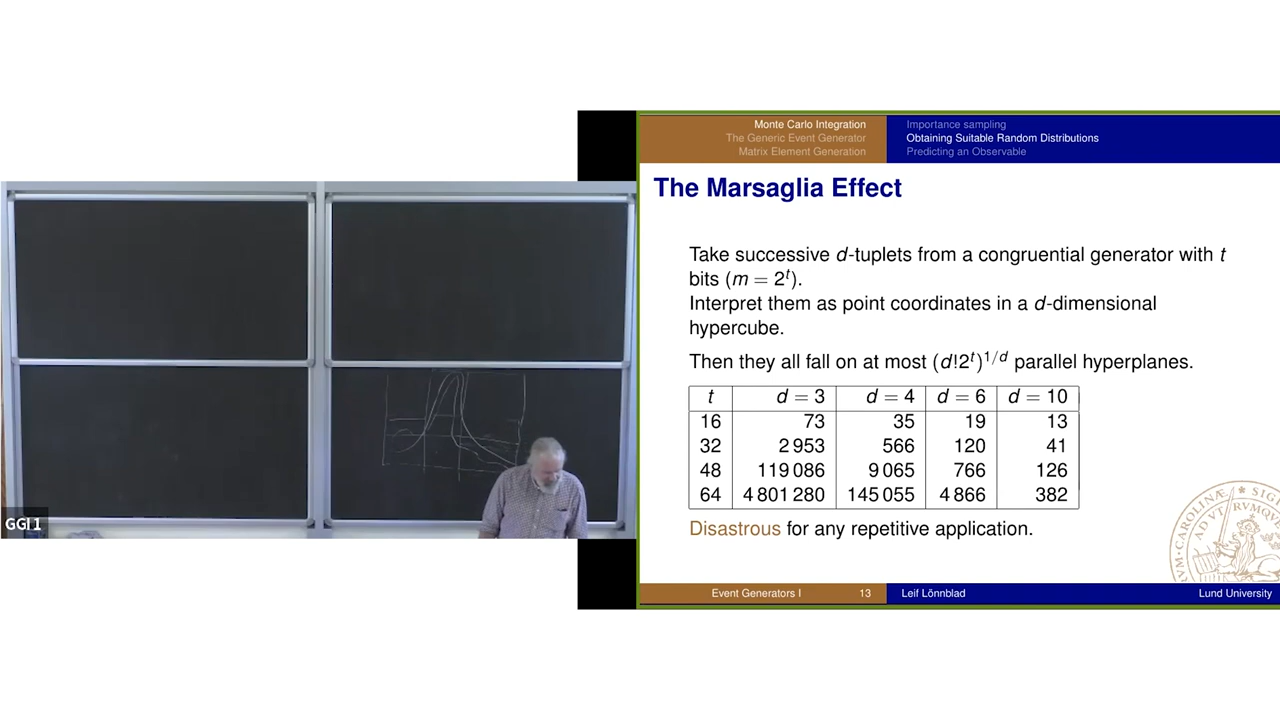 Monte Carlo Integration
The Generic Event Generator
Matrix Element Generation
Importance sampling
Obtaining Suitable Random Distributions
Predicting an Observable
The Marsaglia Effect
Take successive d-tuplets from a congruential generator with t
bits (m = 2^t).
Interpret them as point coordinates in a d-dimensional
hypercube.
Then they all fall on at most (d!2^t)^1/d parallel hyperplanes.
t d = 3 d = 4 d = 6 d = 10
16 73 35 19 13
32 2 953 566 120 41
48 119 086 9 065 766 126
64 4 801 280 145 055 4 866 382
Disastrous for any repetitive application.
GGI 1
Event Generators I 13 Leif Lönnblad Lund University